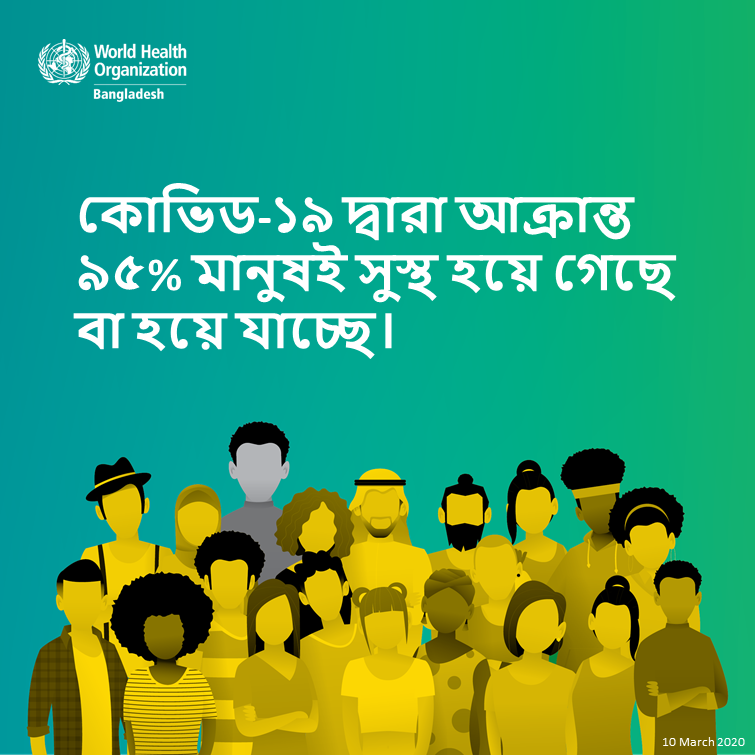 World Health
Organization
Bangladesh
কোভিড-১৯ দ্বারা আক্রান্ত
৯৫% মানুষই সুস্থ হয়ে গেছে
বা হয়ে যাচ্ছে।
10 March 2020